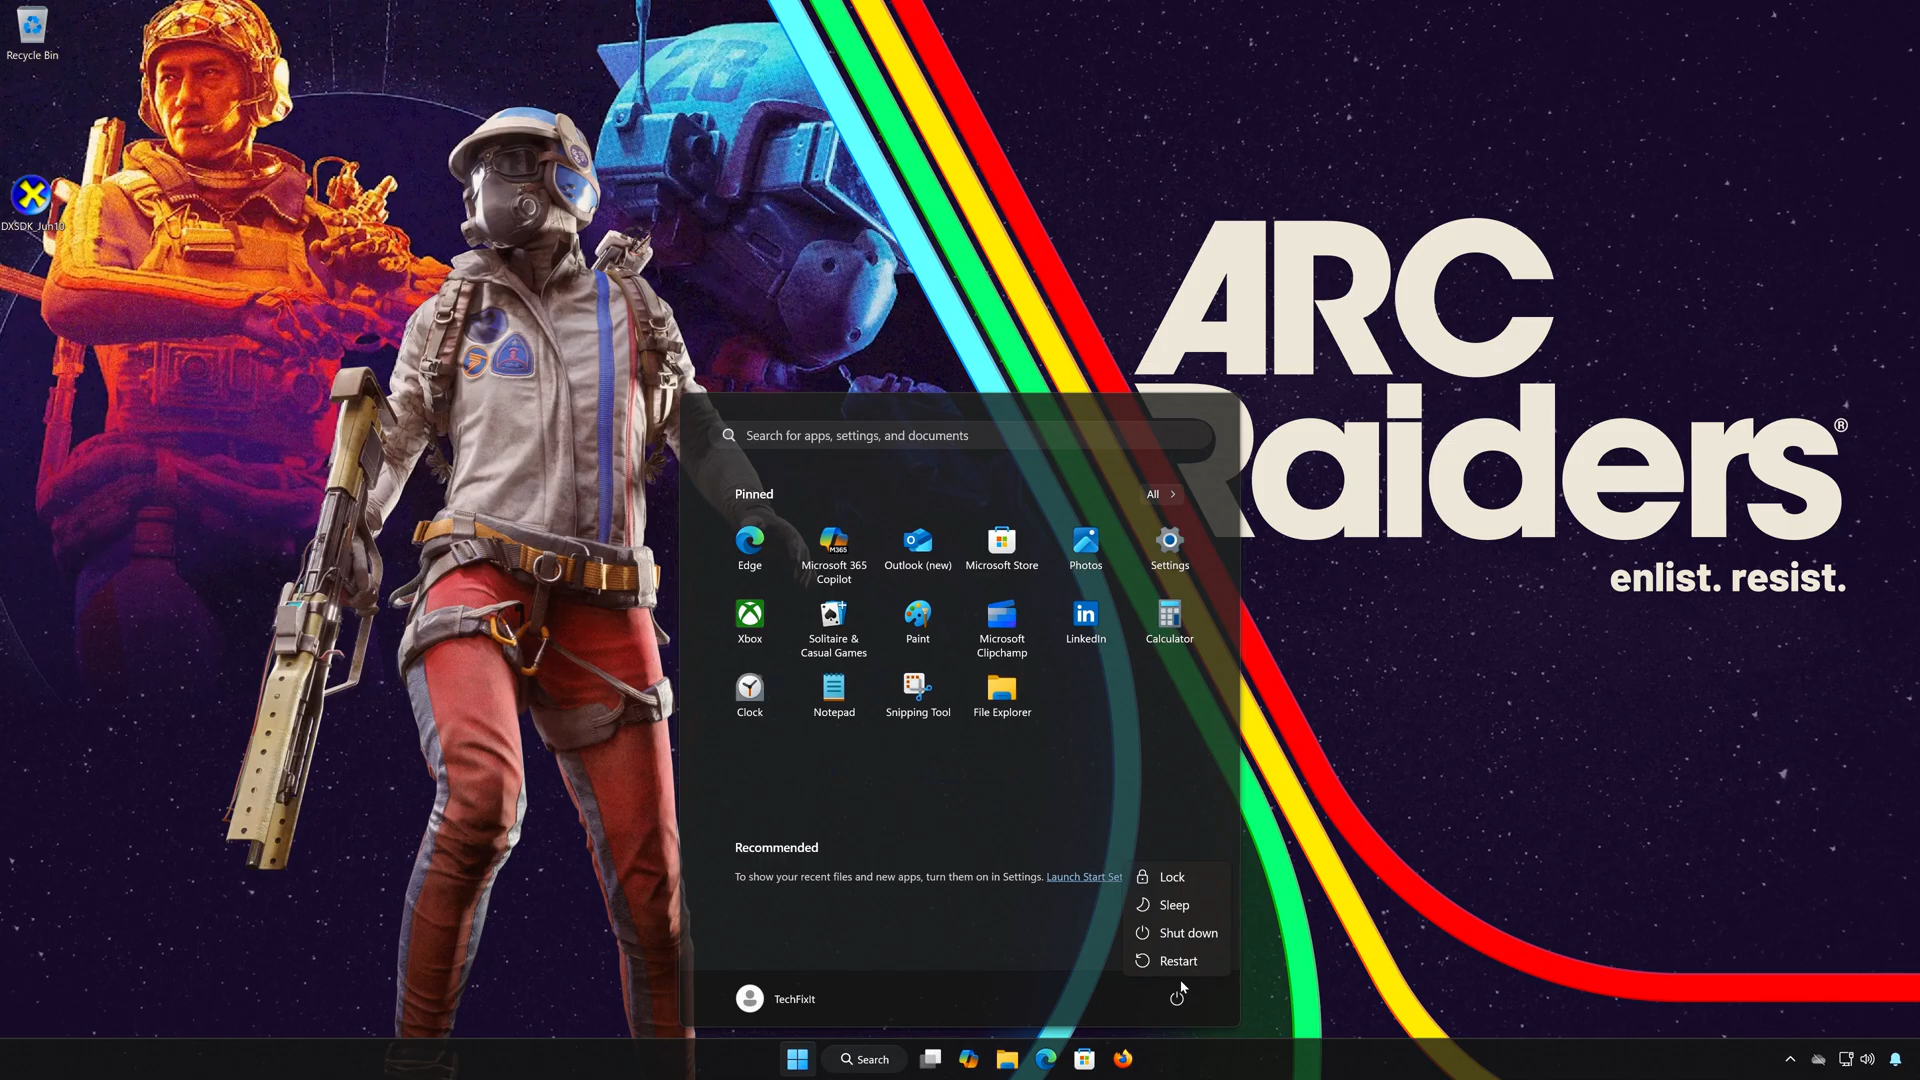 Recycle Bin
28
DXSDK_Jun10
ARC
Raiders®
enlist. resist.
Search for apps, settings, and documents
Pinned
All
Edge
M365
Microsoft 365
Copilot
Outlook (new)
Microsoft Store
Photos
Settings
Xbox
Solitaire &
Casual Games
Paint
Microsoft
Clipchamp
in
LinkedIn
Calculator
Clock
Notepad
Snipping Tool
File Explorer
Recommended
To show your recent files and new apps, turn them on in Settings. Launch Start Set
Lock
Sleep
Shut down
Restart
TechFixIt
Search